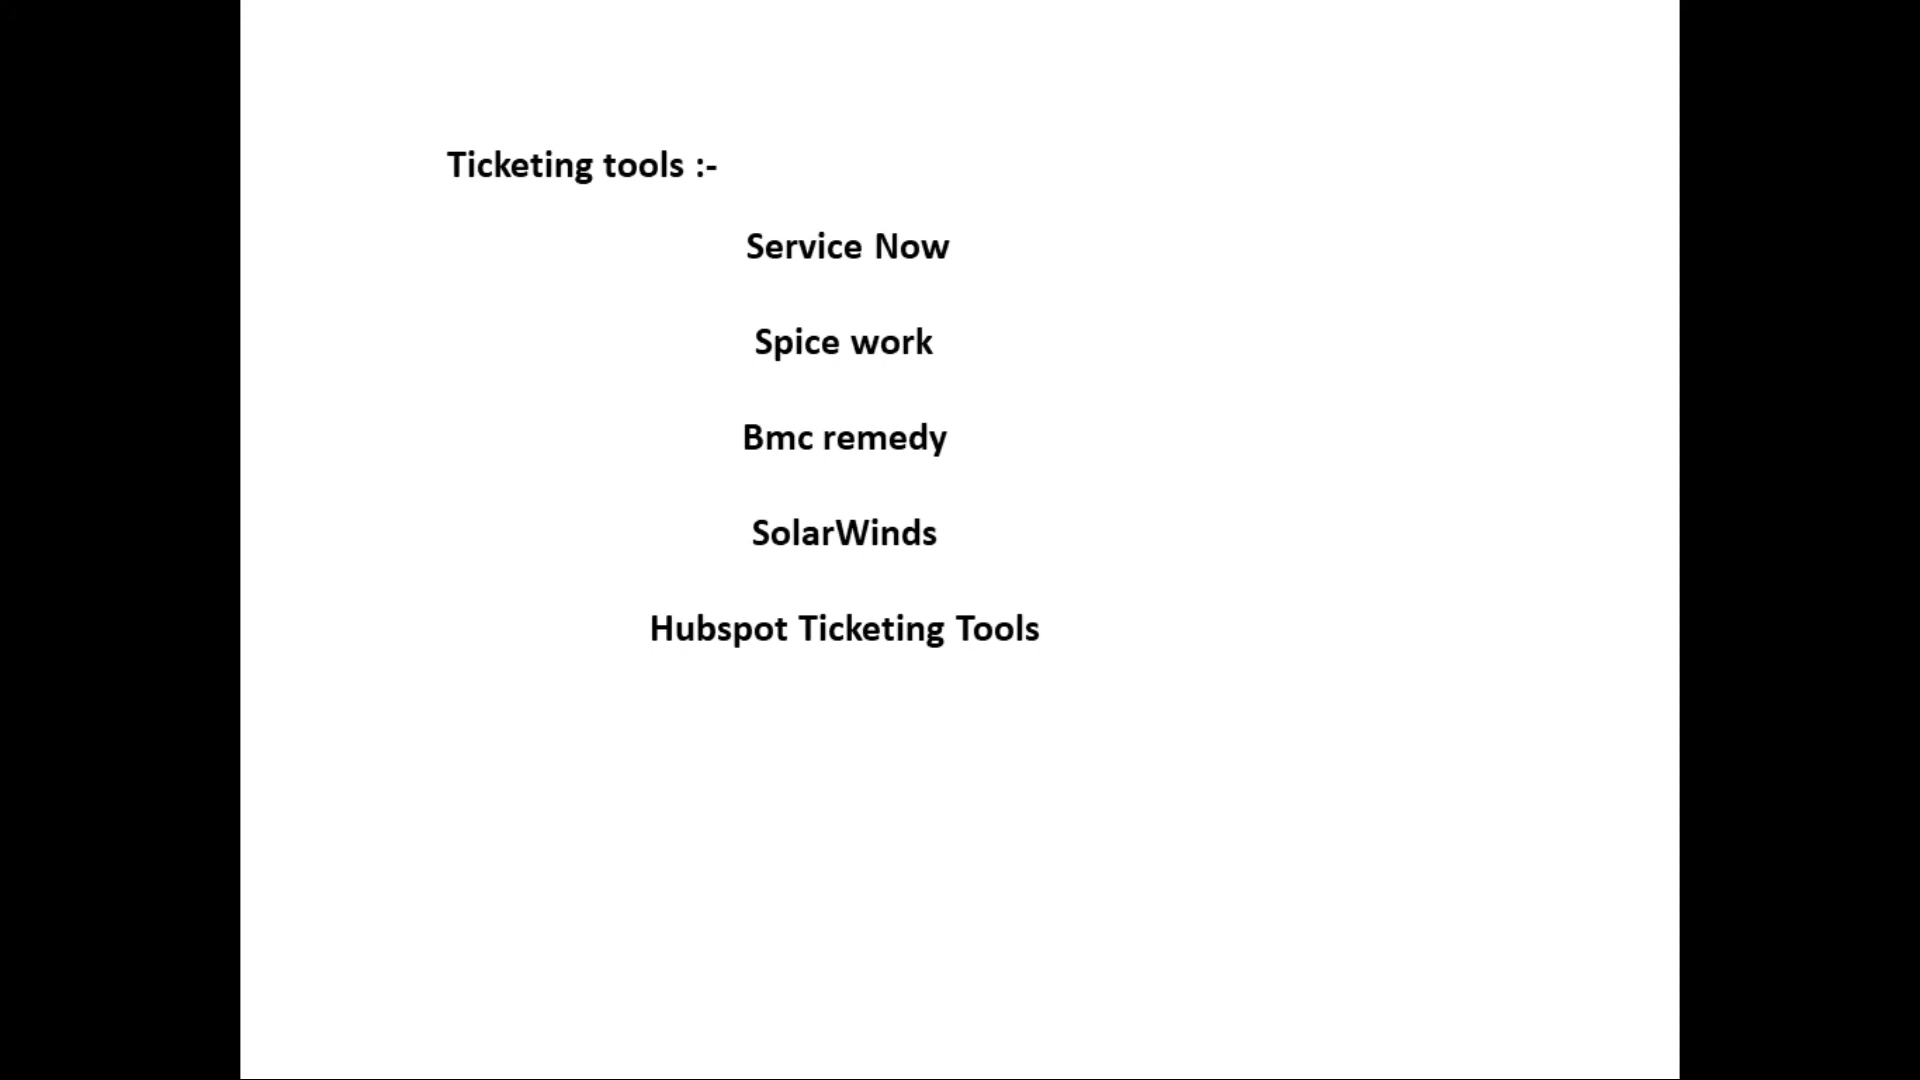 Ticketing tools :-
Service Now
Spice work
Bmc remedy
SolarWinds
Hubspot Ticketing Tools